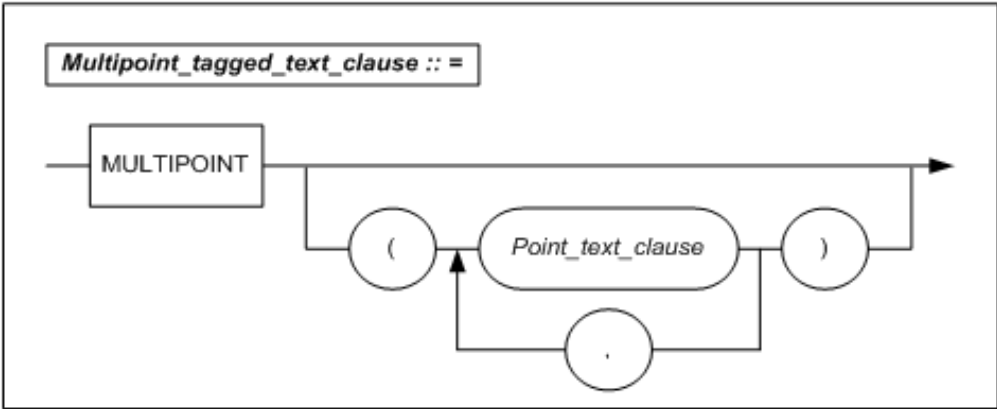 Multipoint_tagged_text_clause :: =
MULTIPOINT
(
Point_text_clause
)
,